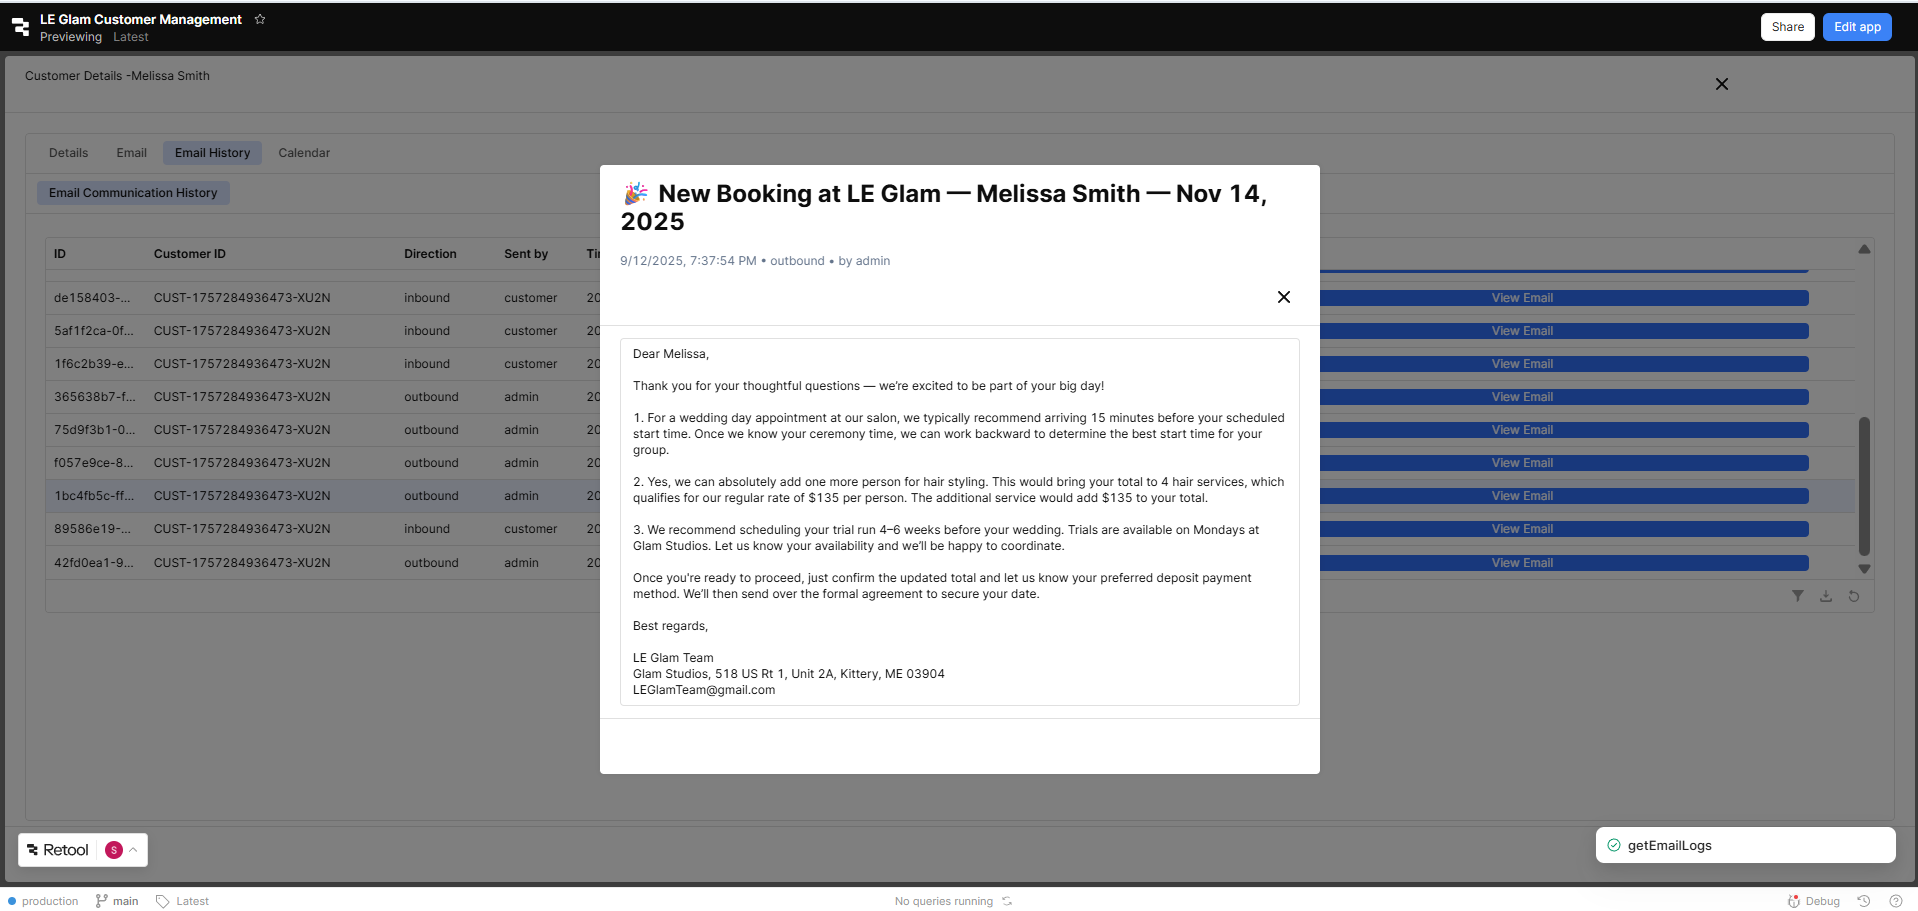 LE Glam Customer Management
Previewing Latest
Share
Edit app
Customer Details -Melissa Smith
Details Email Email History Calendar
Email Communication History
ID Customer ID Direction Sent by
de158403-... CUST-1757284936473-XU2N inbound customer 20 View Email
5af1f2ca-0f... CUST-1757284936473-XU2N inbound customer 20 View Email
1f6c2b39-e... CUST-1757284936473-XU2N inbound customer 20 View Email
365638b7-f... CUST-1757284936473-XU2N outbound admin 20 View Email
75d9f3b1-0... CUST-1757284936473-XU2N outbound admin 20 View Email
f057e9ce-8... CUST-1757284936473-XU2N outbound admin 20 View Email
1bc4fb5c-ff... CUST-1757284936473-XU2N outbound admin 20 View Email
89586e19-... CUST-1757284936473-XU2N inbound customer 20 View Email
42fd0ea1-9... CUST-1757284936473-XU2N outbound admin 20 View Email
🎉 New Booking at LE Glam — Melissa Smith — Nov 14,
2025
9/12/2025, 7:37:54 PM • outbound • by admin
Dear Melissa,
Thank you for your thoughtful questions — we’re excited to be part of your big day!
1. For a wedding day appointment at our salon, we typically recommend arriving 15 minutes before your scheduled
start time. Once we know your ceremony time, we can work backward to determine the best start time for your
group.
2. Yes, we can absolutely add one more person for hair styling. This would bring your total to 4 hair services, which
qualifies for our regular rate of $135 per person. The additional service would add $135 to your total.
3. We recommend scheduling your trial run 4–6 weeks before your wedding. Trials are available on Mondays at
Glam Studios. Let us know your availability and we’ll be happy to coordinate.
Once you're ready to proceed, just confirm the updated total and let us know your preferred deposit payment
method. We’ll then send over the formal agreement to secure your date.
Best regards,
LE Glam Team
Glam Studios, 518 US Rt 1, Unit 2A, Kittery, ME 03904
LEGlamTeam@gmail.com
Retool S
getEmailLogs
production main Latest No queries running Debug